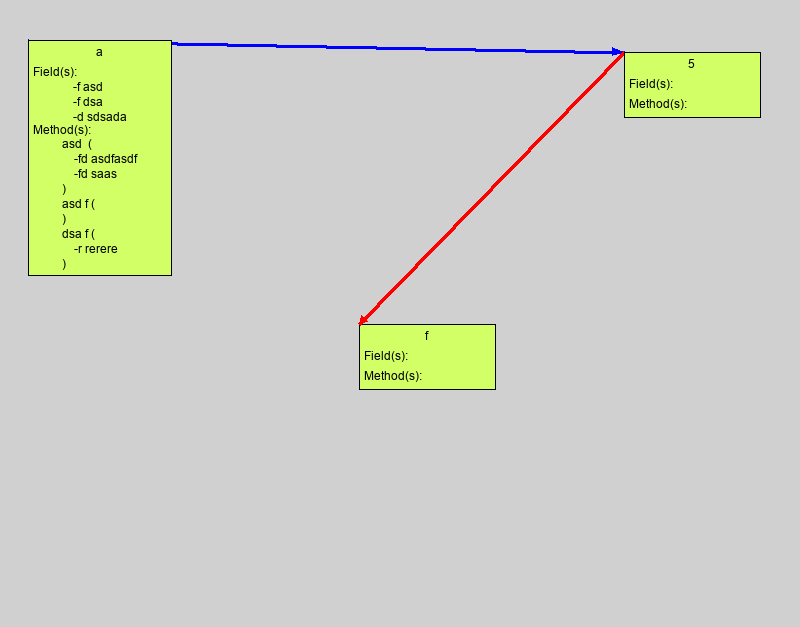 a
Field(s):
-f asd
-f dsa
-d sdsada
Method(s):
asd (
-fd asdfasdf
-fd saas
)
asd f (
)
dsa f (
-r rerere
)
5
Field(s):
Method(s):
f
Field(s):
Method(s):